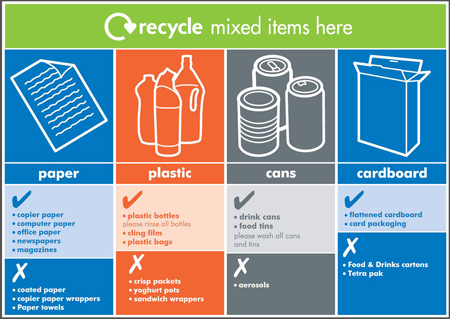 recycle mixed items here
paper
plastic
cans
cardboard
• copier paper
• computer paper
• office paper
• newspapers
• magazines
• plastic bottles
please rinse all bottles
• cling film
• plastic bags
• drink cans
• food tins
please wash all cans
and tins
• flattened cardboard
• card packaging
• coated paper
• copier paper wrappers
• Paper towels
• crisp packets
• yoghurt pots
• sandwich wrappers
• aerosols
• Food & Drinks cartons
• Tetra pak